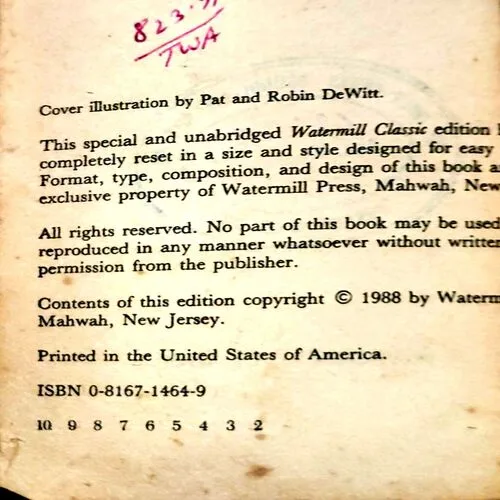 823.
TWA
Cover illustration by Pat and Robin DeWitt.
This special and unabridged Watermill Classic edition
completely reset in a size and style designed for easy
Format, type, composition, and design of this book
exclusive property of Watermill Press, Mahwah, New
All rights reserved. No part of this book may be used
reproduced in any manner whatsoever without written
permission from the publisher.
Contents of this edition copyright © 1988 by Waterm
Mahwah, New Jersey.
Printed in the United States of America.
ISBN 0-8167-1464-9
10 9 8 7 6 5 4 3 2